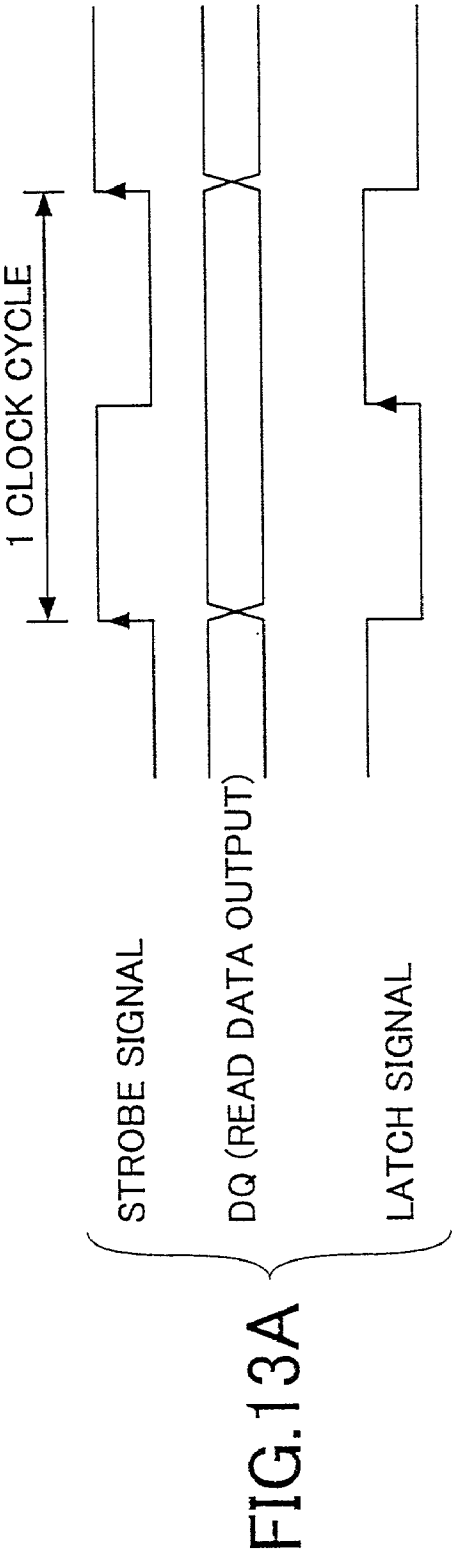 1 CLOCK CYCLE
STROBE SIGNAL
DQ (READ DATA OUTPUT)
LATCH SIGNAL
FIG.13A